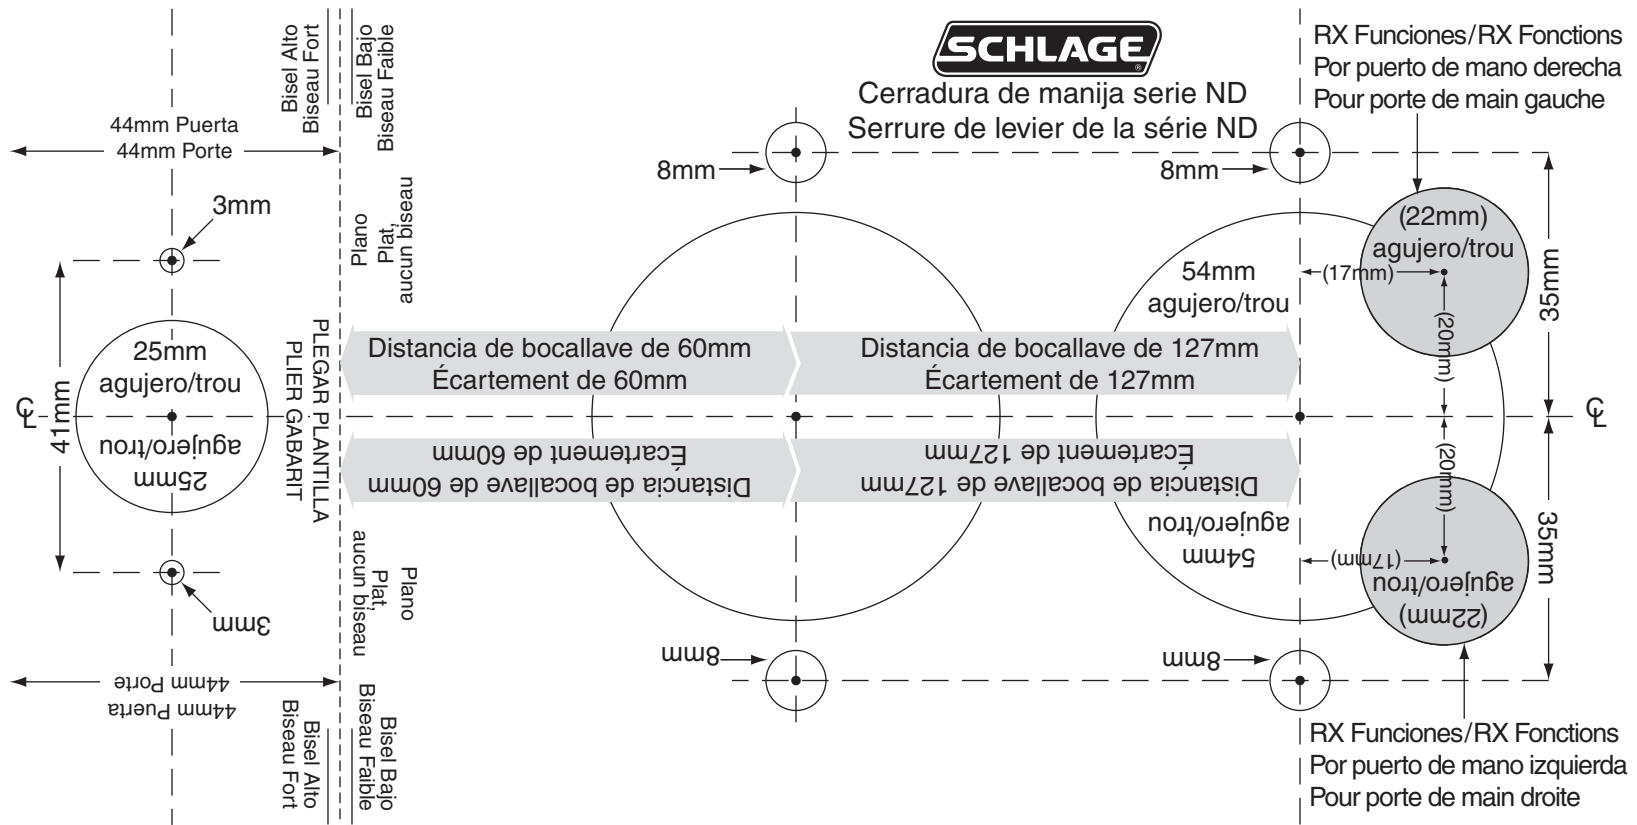 SCHLAGE
®
Cerradura de manija serie ND
Serrure de levier de la série ND
RX Funciones/RX Fonctions
Por puerto de mano derecha
Pour porte de main gauche
Bisel Alto
Biseau Fort
Bisel Bajo
Biseau Faible
44mm Puerta
44mm Porte
8mm
8mm
3mm
Plano
Plat,
aucun biseau
(22mm)
agujero/trou
(17mm)
(20mm)
35mm
54mm
agujero/trou
25mm
agujero/trou
41mm
PLEGAR PLANTILLA
PLIER GABARIT
Distancia de bocallave de 60mm
Écartement de 60mm
Distancia de bocallave de 127mm
Écartement de 127mm
℄
℄
25mm
agujero/trou
Distancia de bocallave de 60mm
Écartement de 60mm
Distancia de bocallave de 127mm
Écartement de 127mm
54mm
agujero/trou
(20mm)
(17mm)
(22mm)
agujero/trou
35mm
Plano
Plat,
aucun biseau
3mm
8mm
8mm
44mm Puerta
44mm Porte
Bisel Alto
Biseau Fort
Bisel Bajo
Biseau Faible
RX Funciones/RX Fonctions
Por puerto de mano izquierda
Pour porte de main droite